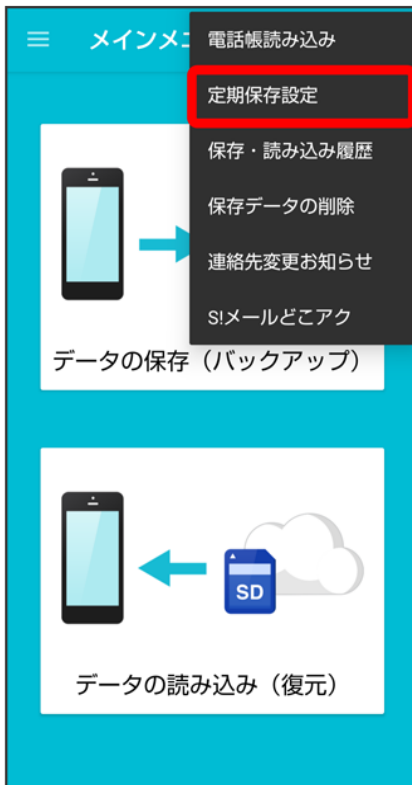 メインメニ
電話帳読み込み
定期保存設定
保存・読み込み履歴
保存データの削除
連絡先変更お知らせ
S!メールどこアク
データの保存（バックアップ）
SD
データの読み込み（復元）